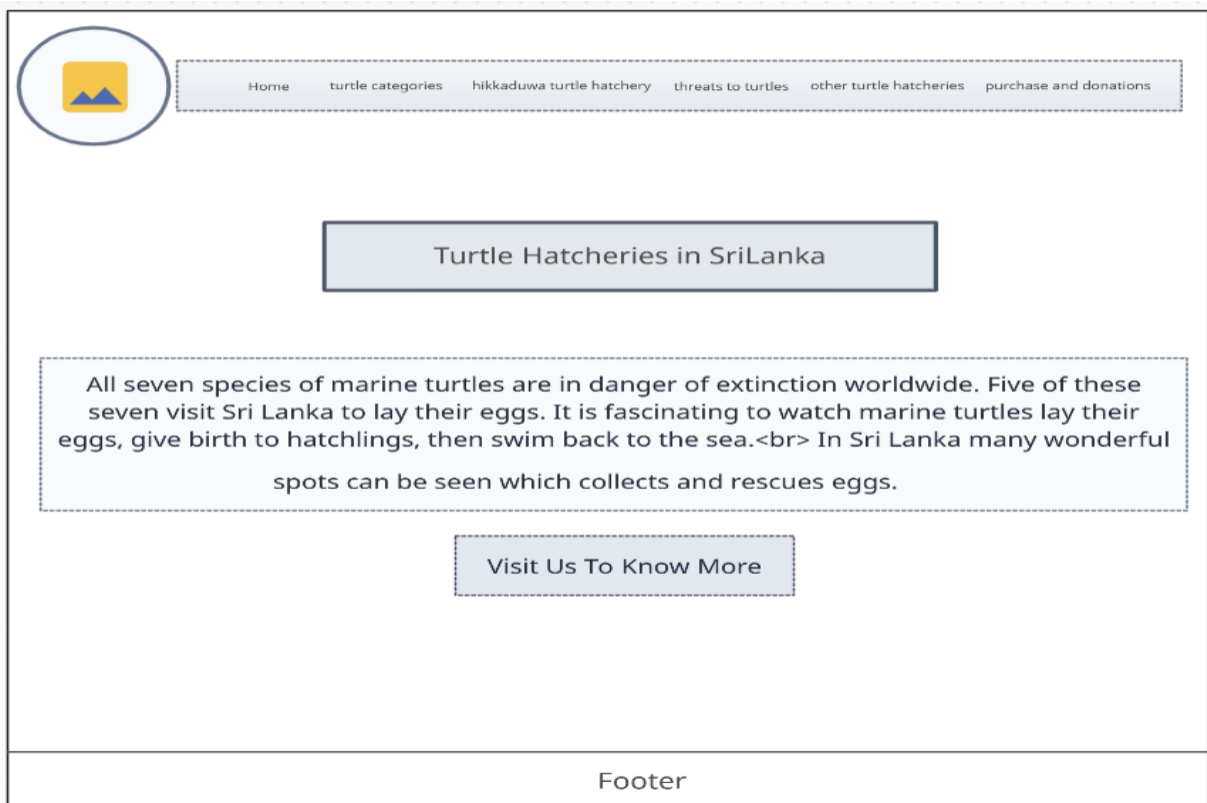 Home turtle categories hikkaduwa turtle hatchery threats to turtles other turtle hatcheries purchase and donations
Turtle Hatcheries in SriLanka
All seven species of marine turtles are in danger of extinction worldwide. Five of these
seven visit Sri Lanka to lay their eggs. It is fascinating to watch marine turtles lay their
eggs, give birth to hatchlings, then swim back to the sea.<br> In Sri Lanka many wonderful
spots can be seen which collects and rescues eggs.
Visit Us To Know More
Footer